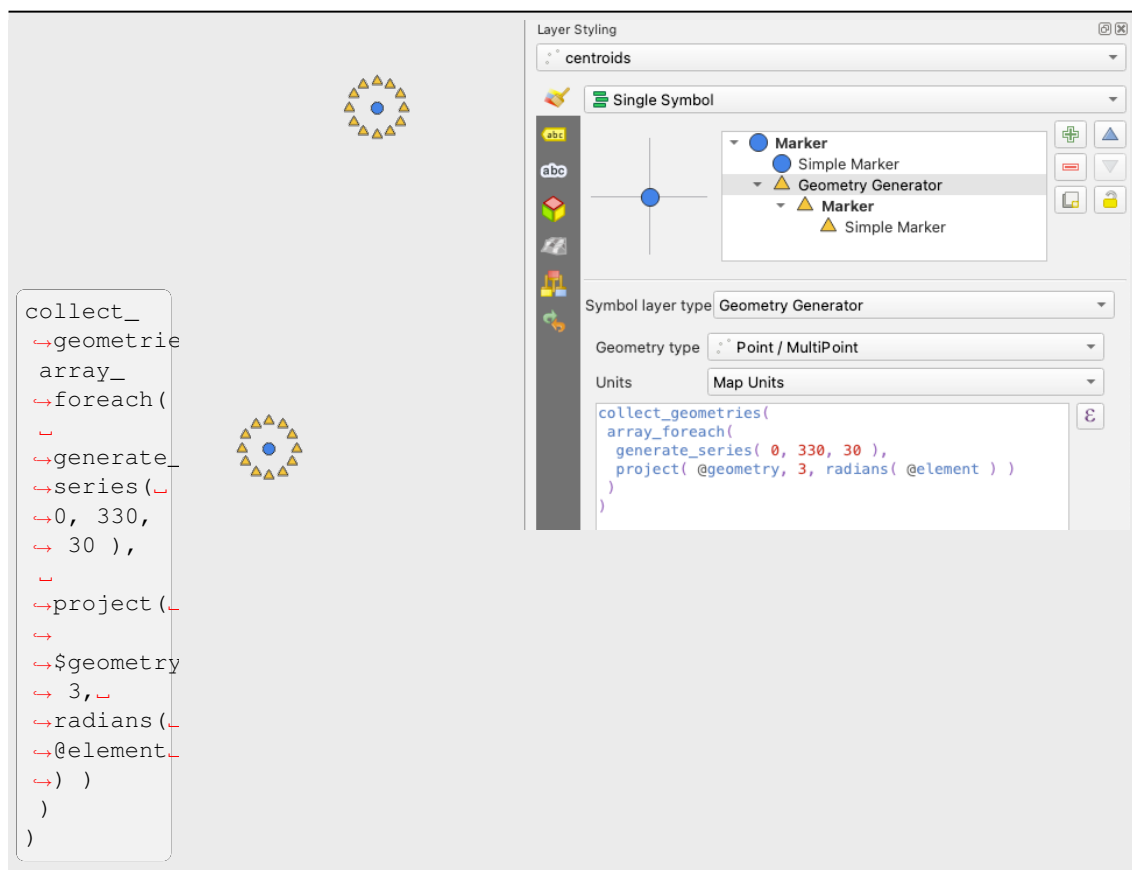 collect_
↪geometrie
array_
↪foreach(
␣
↪generate_
↪series(␣
↪0, 330,
↪ 30 ),
␣
↪project(␣
↪
↪$geometry
↪ 3,␣
↪radians(␣
↪@element␣
↪) )
)
)
Layer Styling
centroids
Single Symbol
abc
abc
Marker
Simple Marker
Geometry Generator
Marker
Simple Marker
Symbol layer type Geometry Generator
Geometry type Point / MultiPoint
Units Map Units
collect_geometries(
array_foreach(
generate_series( 0, 330, 30 ),
project( @geometry, 3, radians( @element ) )
)
)
ε